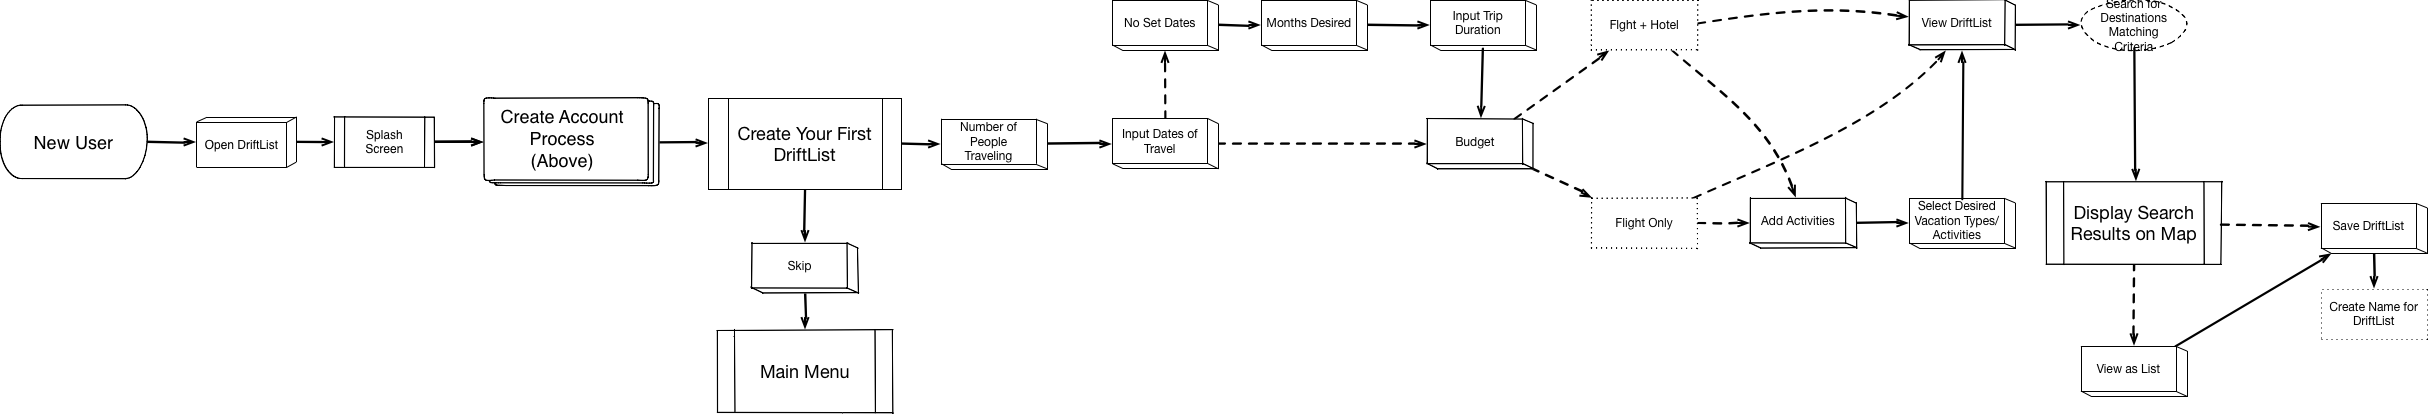 New User
Open DriftList
Splash
Screen
Create Account
Process
(Above)
Create Your First
DriftList
Skip
Main Menu
Number of
People
Traveling
No Set Dates
Months Desired
Input Trip
Duration
Input Dates of
Travel
Budget
Flght + Hotel
Flight Only
Add Activities
Select Desired
Vacation Types/
Activities
View DriftList
Search for
Destinations
Matching
Criteria
Display Search
Results on Map
Save DriftList
Create Name for
DriftList
View as List